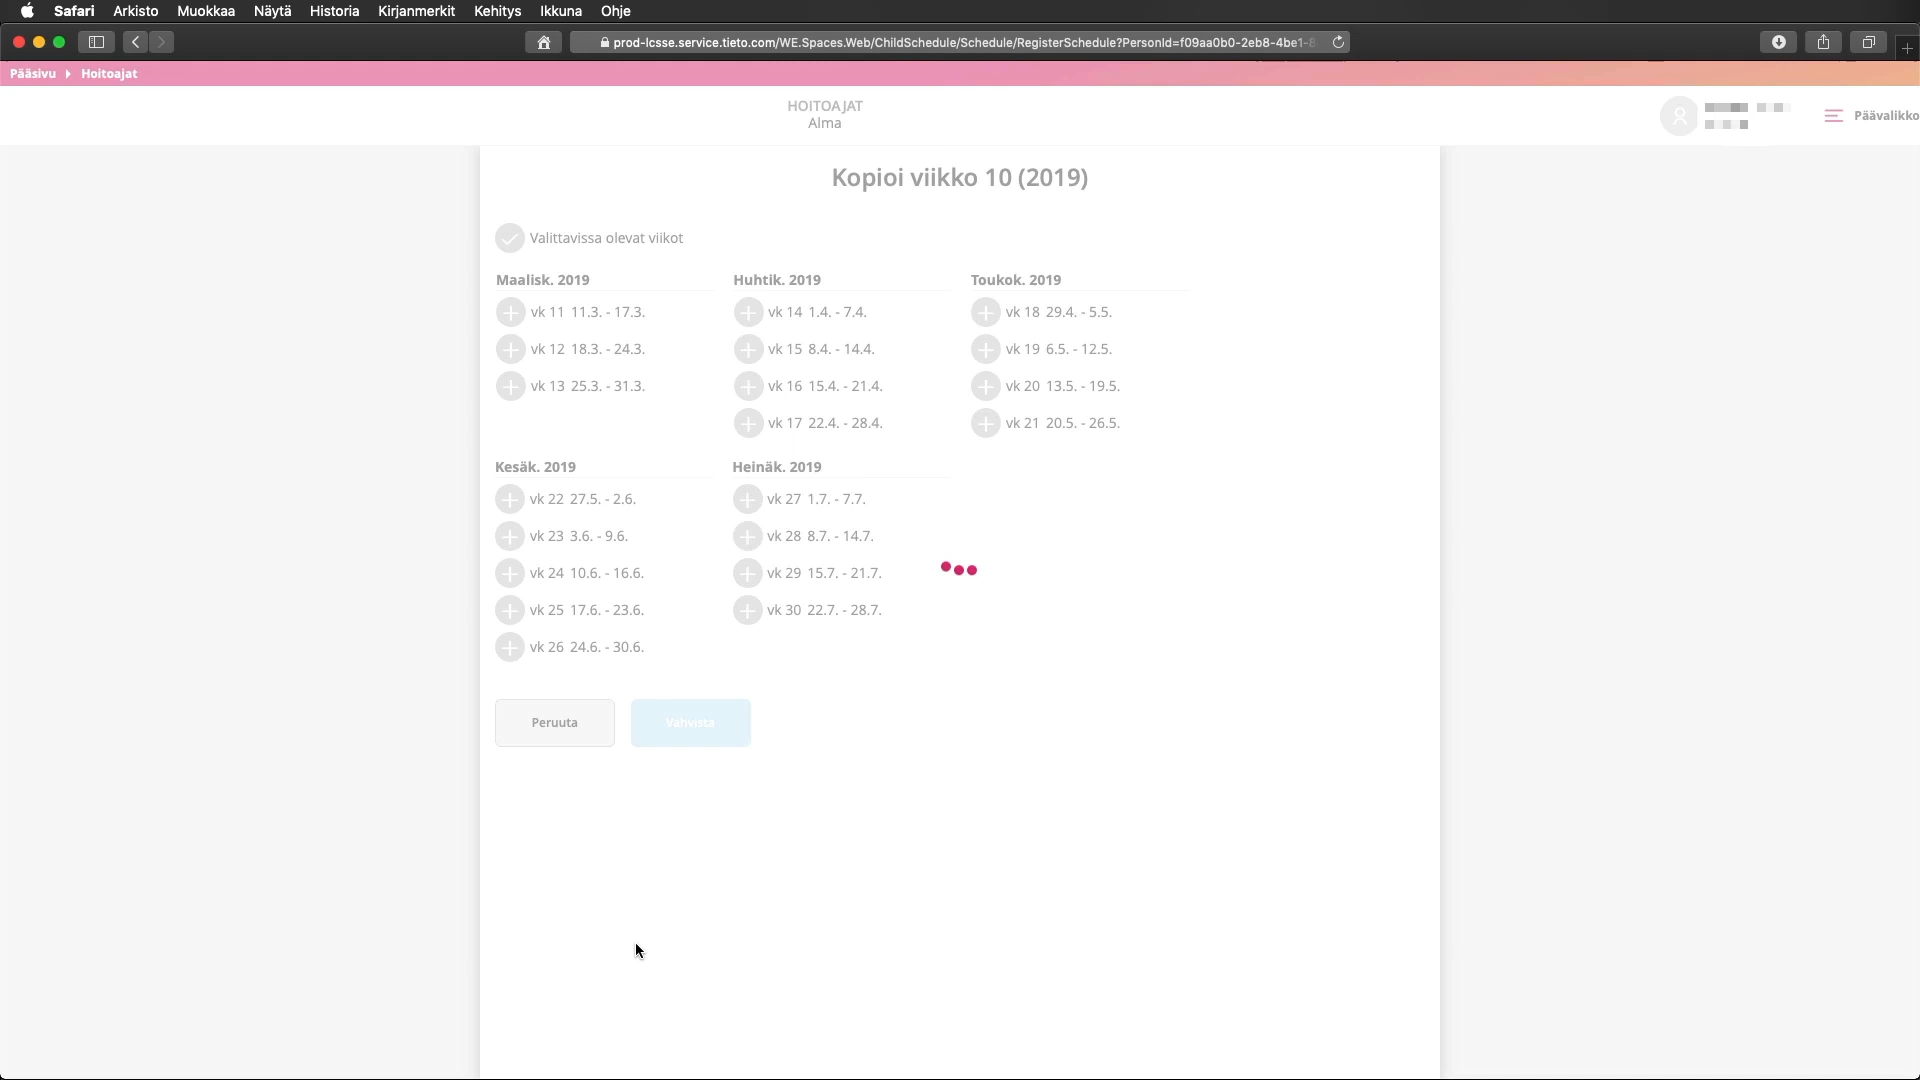 Safari Arkisto Muokkaa Näytä Historia Kirjanmerkit Kehitys Ikkuna Ohje
prod-lcsse.service.tieto.com/WE.Spaces.Web/ChildSchedule/Schedule/RegisterSchedule?PersonId=f09aa0b0-2eb8-4be1-8
Pääsivu Hoitoajat
HOITOAJAT
Alma
Päävalikko
Kopioi viikko 10 (2019)
Valittavissa olevat viikot
Maalisk. 2019 Huhtik. 2019 Toukok. 2019
vk 11 11.3. - 17.3. vk 14 1.4. - 7.4. vk 18 29.4. - 5.5.
vk 12 18.3. - 24.3. vk 15 8.4. - 14.4. vk 19 6.5. - 12.5.
vk 13 25.3. - 31.3. vk 16 15.4. - 21.4. vk 20 13.5. - 19.5.
vk 17 22.4. - 28.4. vk 21 20.5. - 26.5.
Kesäk. 2019 Heinäk. 2019
vk 22 27.5. - 2.6. vk 27 1.7. - 7.7.
vk 23 3.6. - 9.6. vk 28 8.7. - 14.7.
vk 24 10.6. - 16.6. vk 29 15.7. - 21.7.
vk 25 17.6. - 23.6. vk 30 22.7. - 28.7.
vk 26 24.6. - 30.6.
Peruuta Vahvista